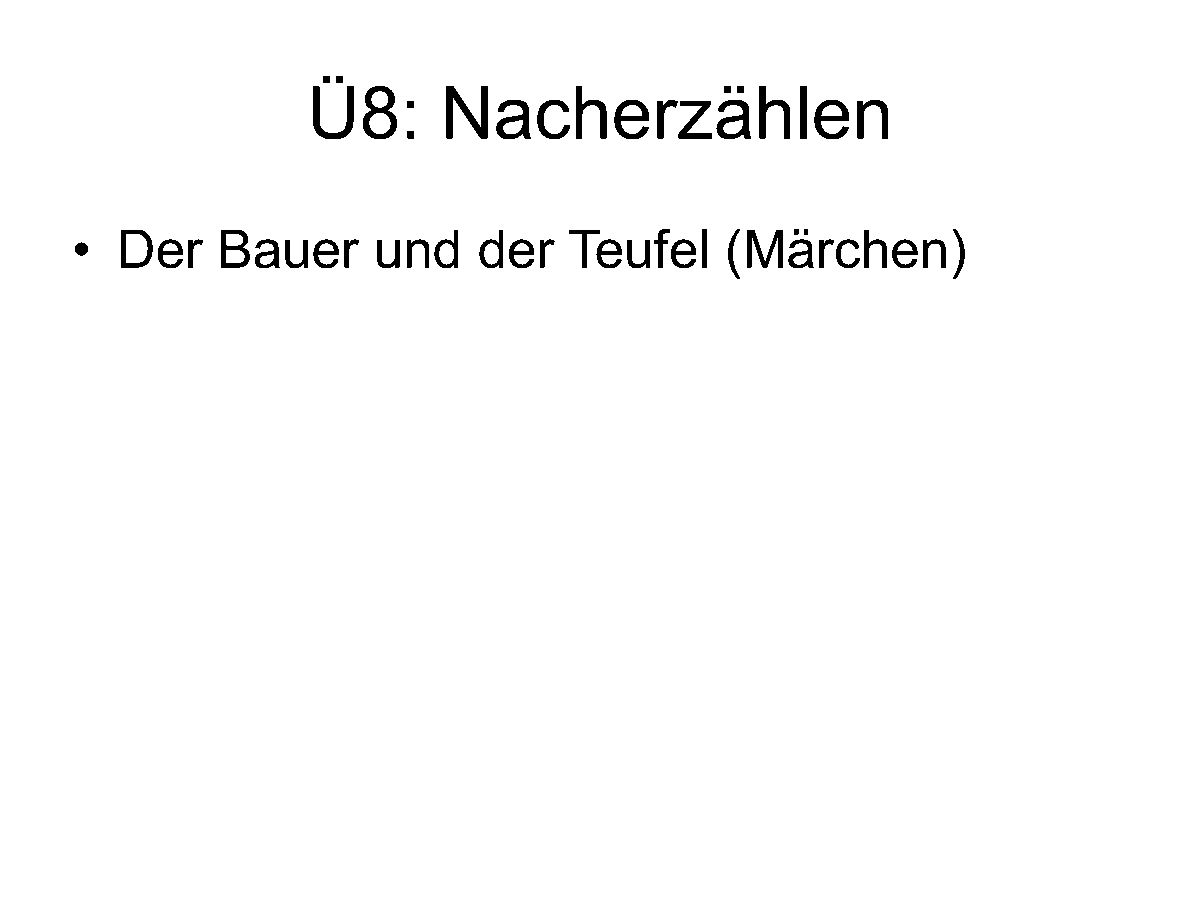 Ü8: Nacherzählen
• Der Bauer und der Teufel (Märchen)